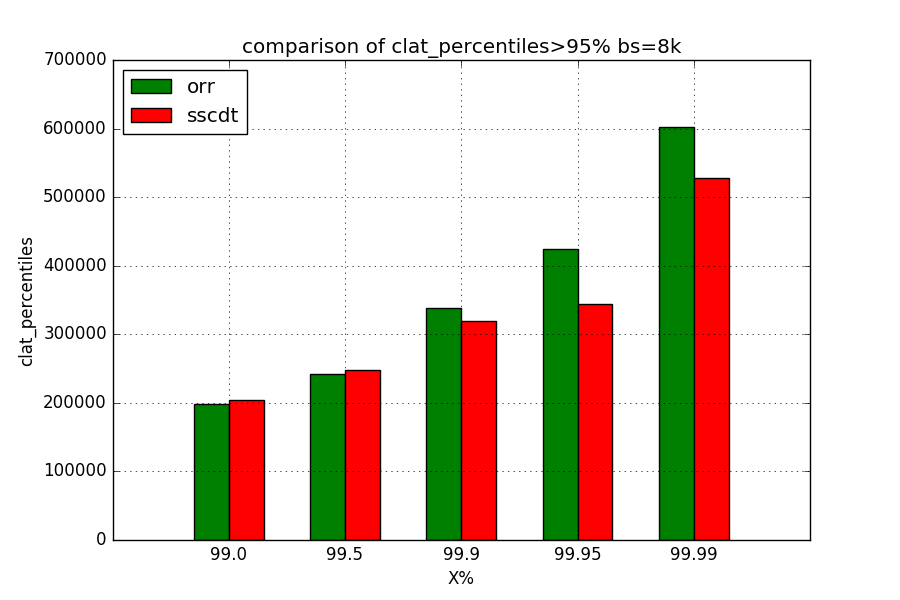 comparison of clat_percentiles>95% bs=8k
700000
600000
500000
400000
300000
200000
100000
0
clat_percentiles
orr
sscdt
99.0 99.5 99.9 99.95 99.99
X%